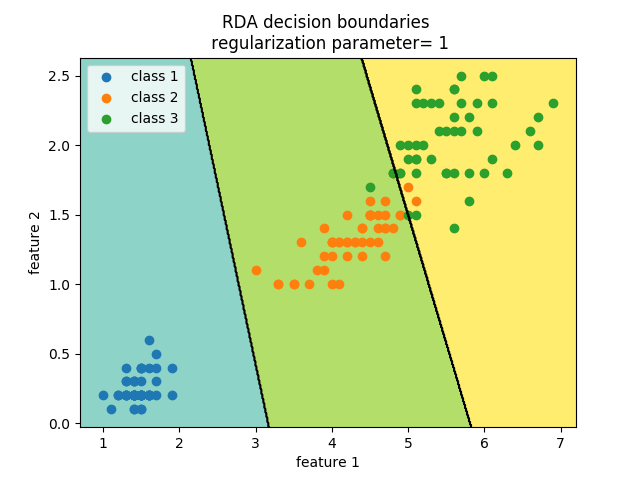 RDA decision boundaries
regularization parameter= 1
class 1
class 2
class 3
2.5
2.0
1.5
1.0
0.5
0.0
feature 2
1 2 3 4 5 6 7
feature 1